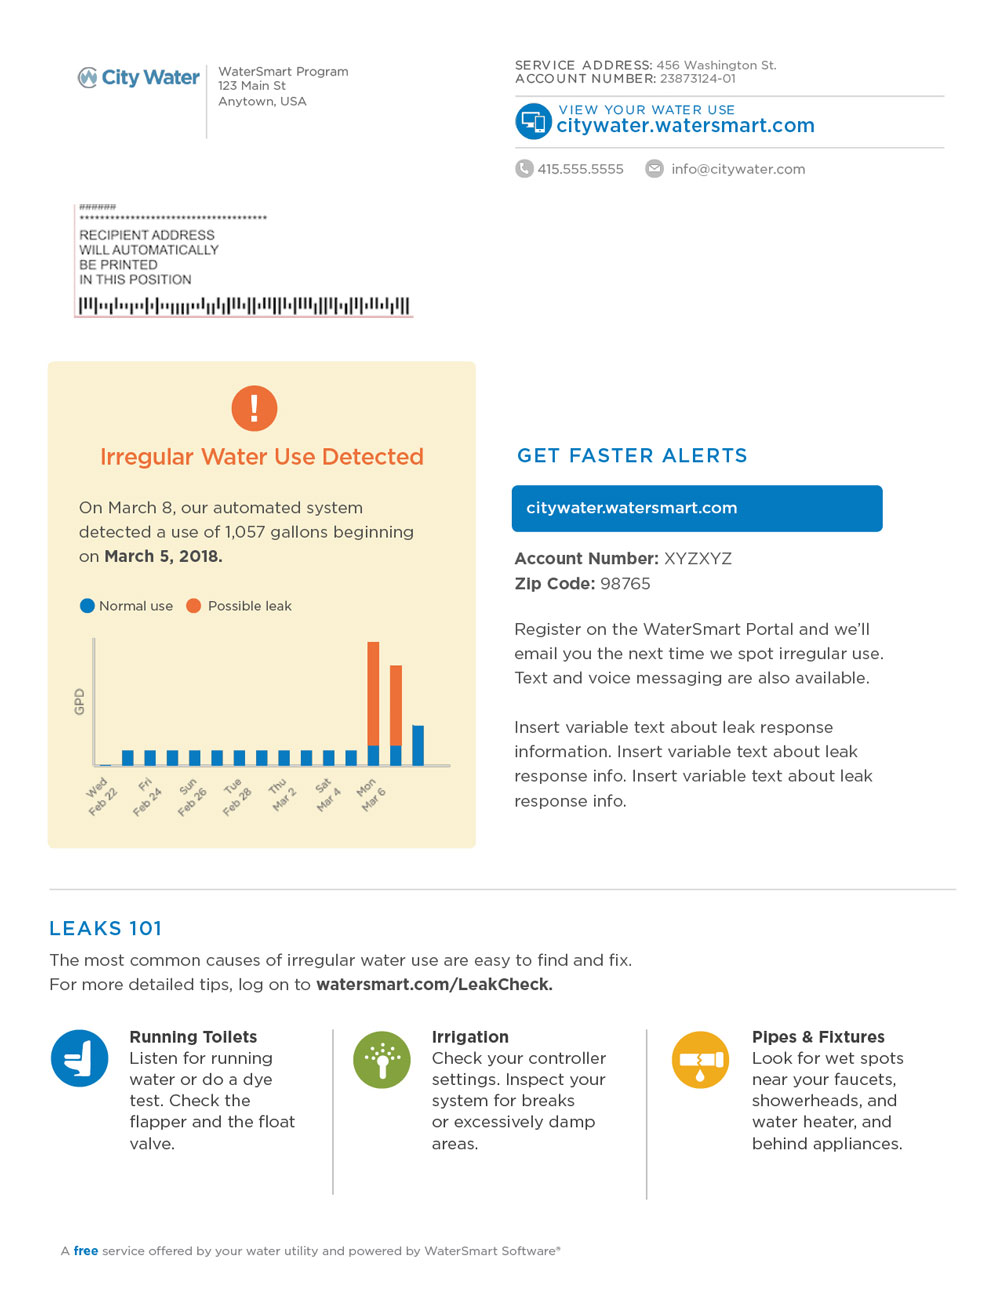 City Water
WaterSmart Program
123 Main St
Anytown, USA
SERVICE ADDRESS: 456 Washington St.
ACCOUNT NUMBER: 23873124-01
VIEW YOUR WATER USE
citywater.watersmart.com
415.555.5555 info@citywater.com
######
*************************************
RECIPIENT ADDRESS
WILL AUTOMATICALLY
BE PRINTED
IN THIS POSITION
!
Irregular Water Use Detected
On March 8, our automated system
detected a use of 1,057 gallons beginning
on March 5, 2018.
Normal use Possible leak
GPD
Wed
Feb 22
Fri
Feb 24
Sun
Feb 26
Tue
Feb 28
Thu
Mar 2
Sat
Mar 4
Mon
Mar 6
GET FASTER ALERTS
citywater.watersmart.com
Account Number: XYZXYZ
Zip Code: 98765
Register on the WaterSmart Portal and we’ll
email you the next time we spot irregular use.
Text and voice messaging are also available.
Insert variable text about leak response
information. Insert variable text about leak
response info. Insert variable text about leak
response info.
LEAKS 101
The most common causes of irregular water use are easy to find and fix.
For more detailed tips, log on to watersmart.com/LeakCheck.
Running Toilets
Listen for running
water or do a dye
test. Check the
flapper and the float
valve.
Irrigation
Check your controller
settings. Inspect your
system for breaks
or excessively damp
areas.
Pipes & Fixtures
Look for wet spots
near your faucets,
showerheads, and
water heater, and
behind appliances.
A free service offered by your water utility and powered by WaterSmart Software®